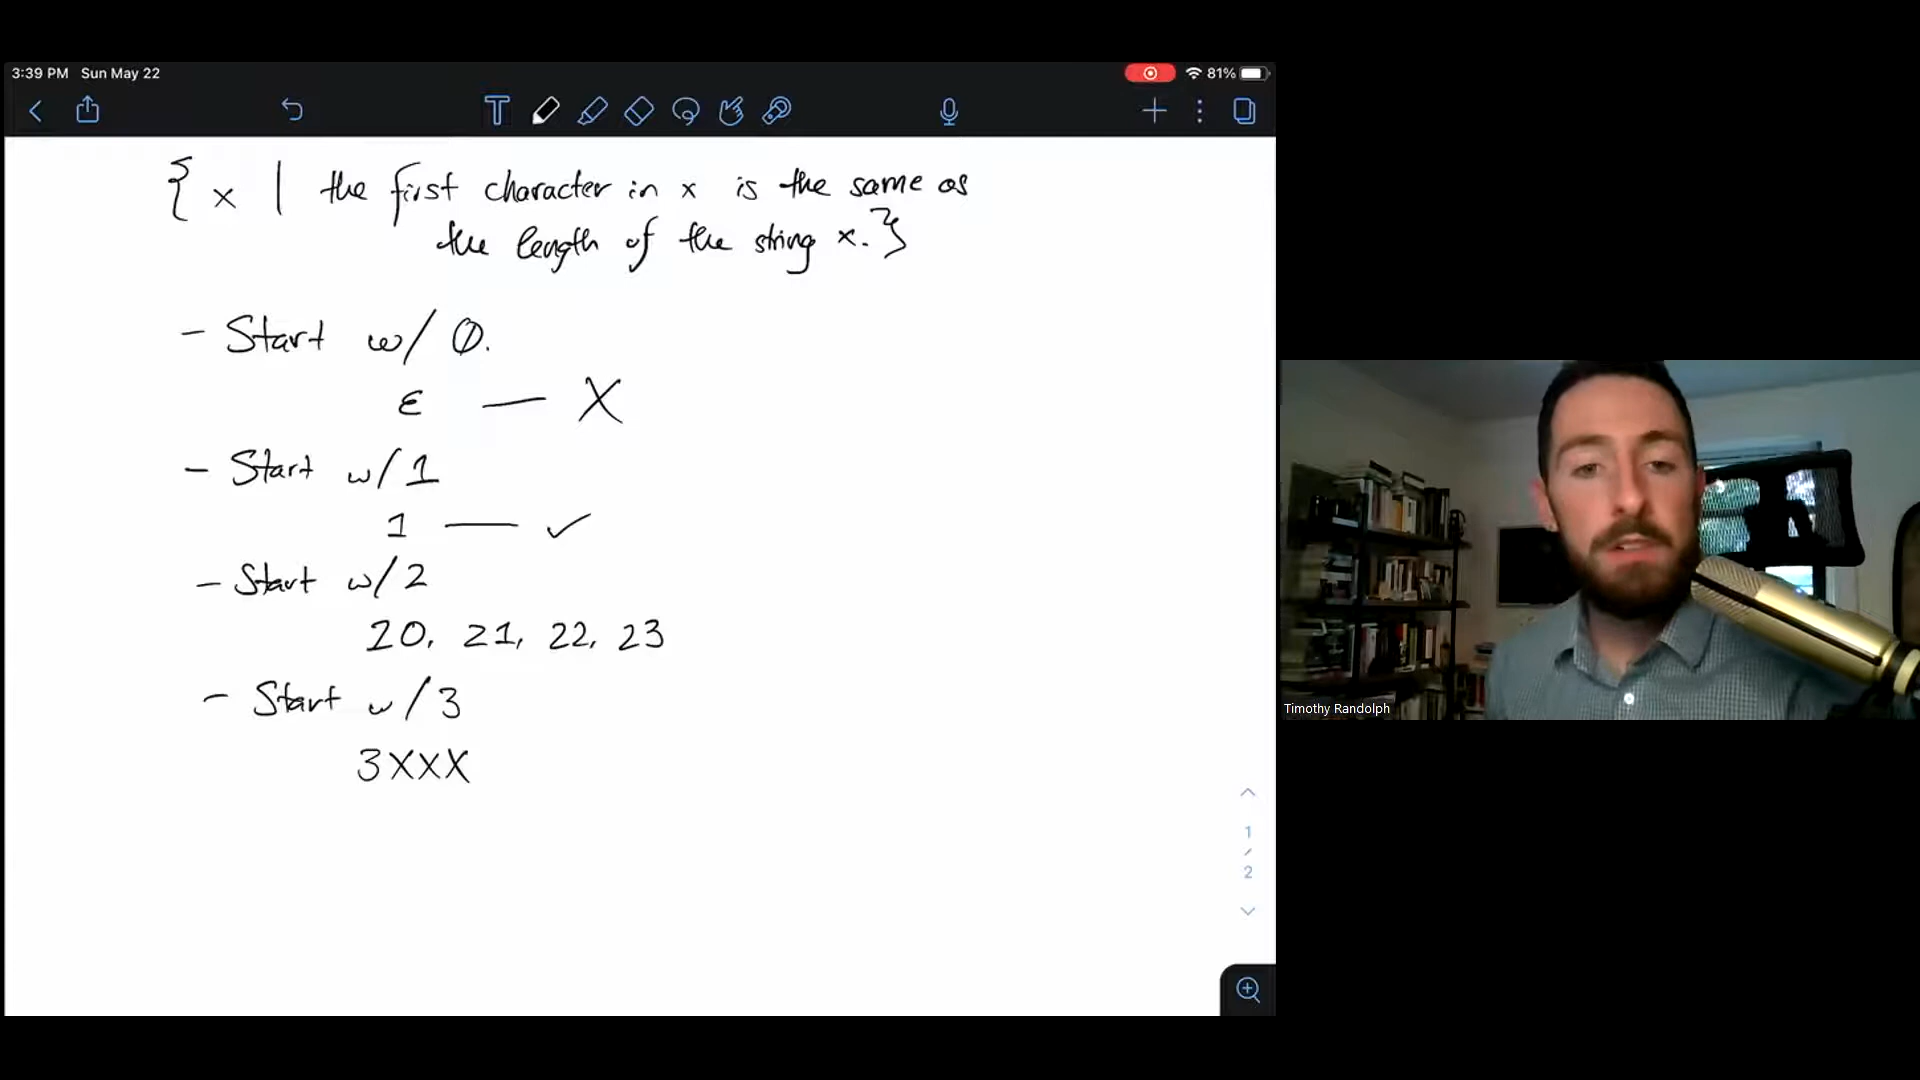 3:39 PM Sun May 22
81%
{ x | the first character in x is the same as
the length of the string x. }
- Start w/ 0.
ε — X
- Start w/ 1
1 — ✓
- Start w/ 2
20, 21, 22, 23
- Start w/ 3
3XXX
1
/
2
Timothy Randolph